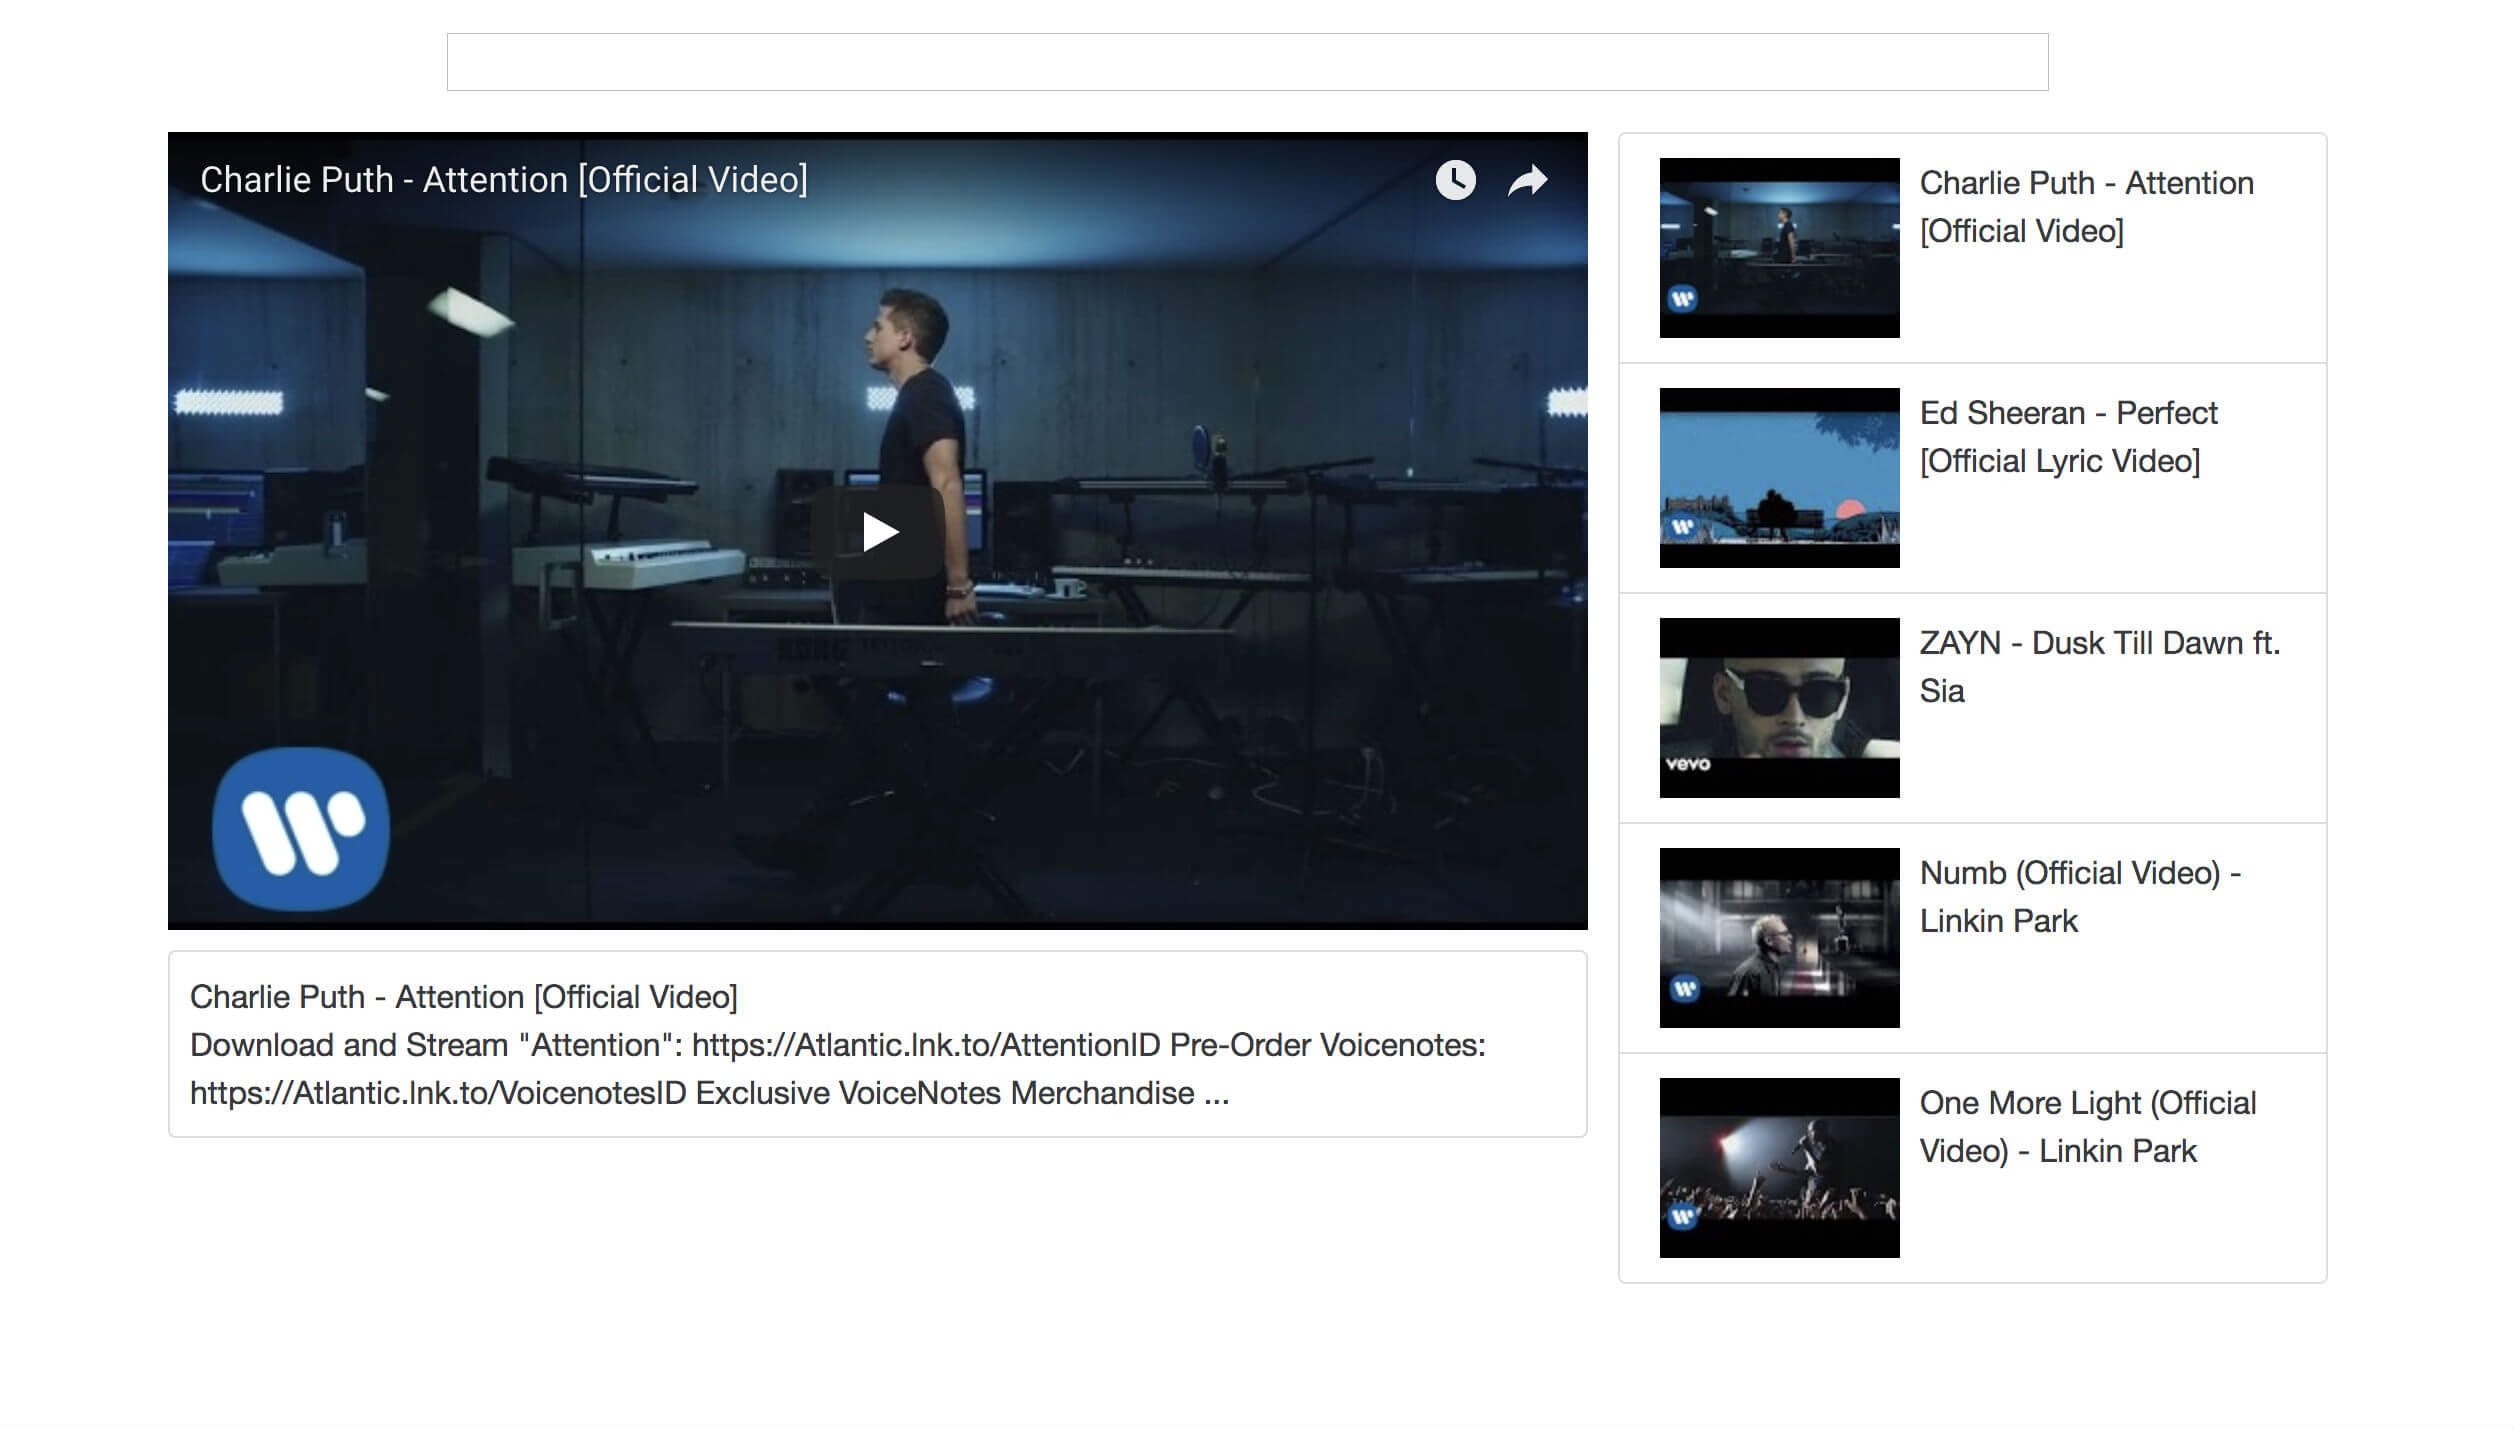 Charlie Puth - Attention [Official Video]
KORG
Charlie Puth - Attention [Official Video]
Download and Stream "Attention": https://Atlantic.lnk.to/AttentionID Pre-Order Voicenotes:
https://Atlantic.lnk.to/VoicenotesID Exclusive VoiceNotes Merchandise ...
Charlie Puth - Attention
[Official Video]
Ed Sheeran - Perfect
[Official Lyric Video]
ZAYN - Dusk Till Dawn ft.
Sia
vevo
Numb (Official Video) -
Linkin Park
One More Light (Official
Video) - Linkin Park